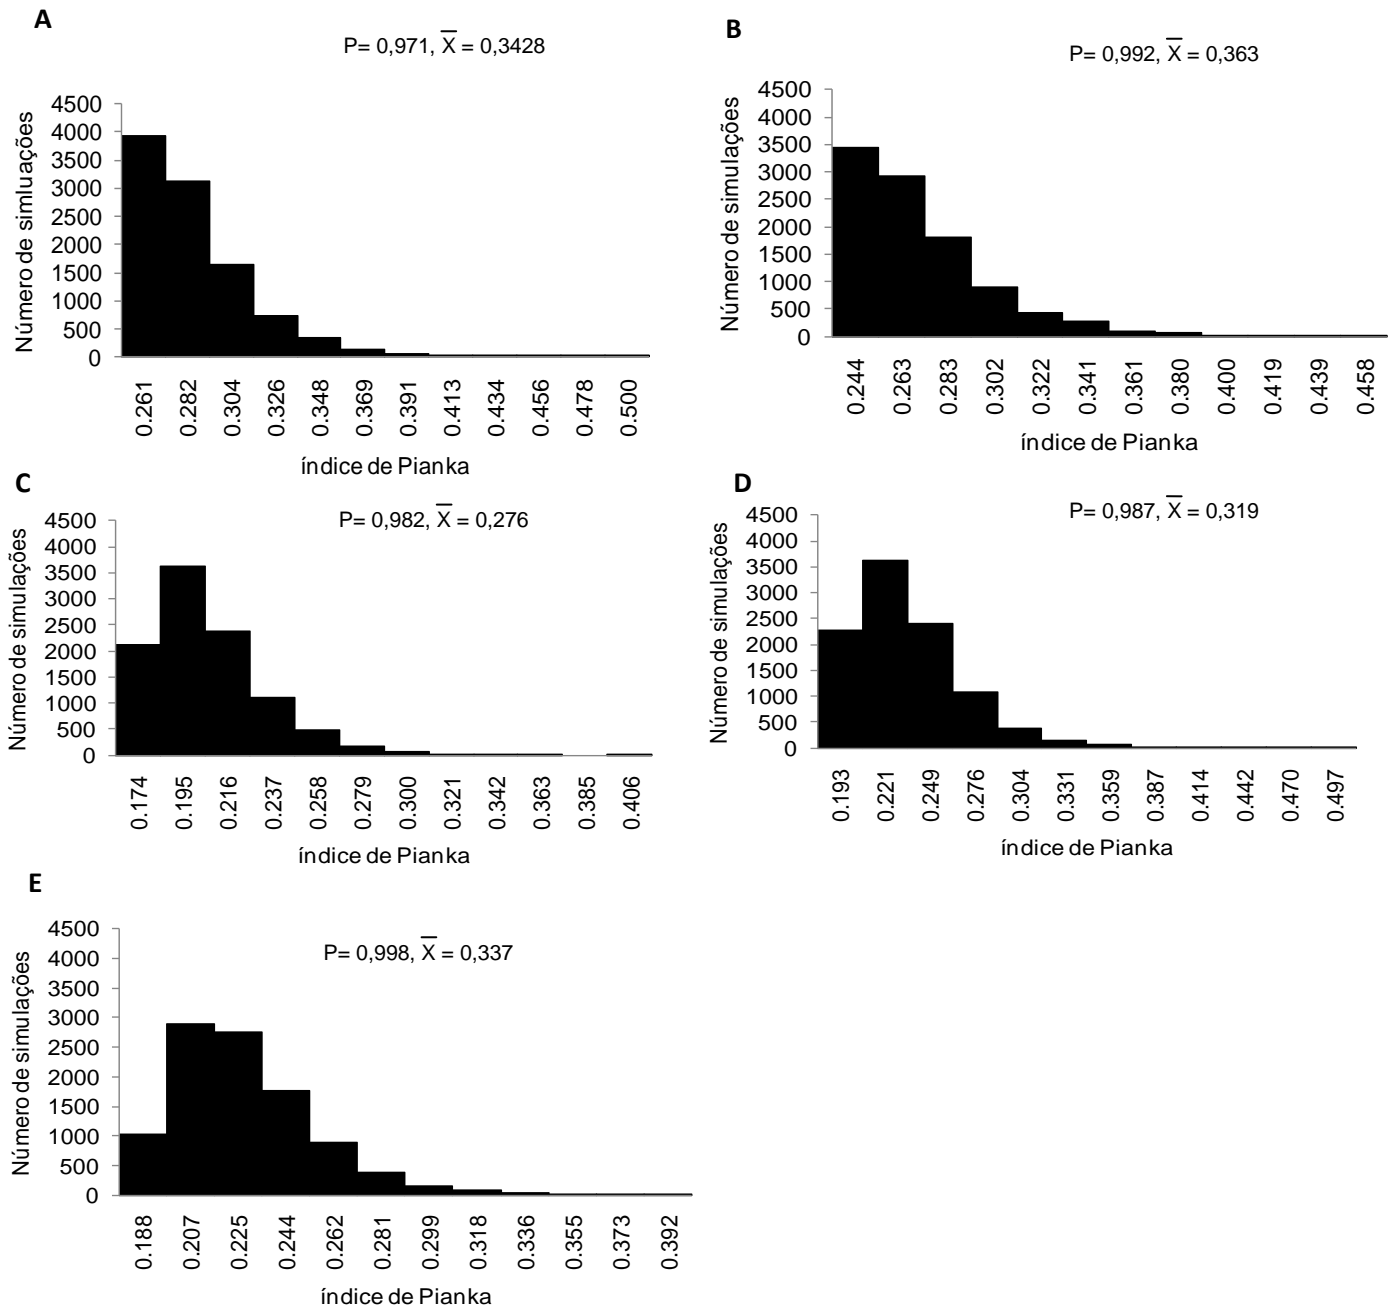 A
P= 0,971, X = 0,3428
Número de simluações
4500
4000
3500
3000
2500
2000
1500
1000
500
0
0.261 0.282 0.304 0.326 0.348 0.369 0.391 0.413 0.434 0.456 0.478 0.500
índice de Pianka
B
P= 0,992, X = 0,363
Número de simulações
4500
4000
3500
3000
2500
2000
1500
1000
500
0
0.244 0.263 0.283 0.302 0.322 0.341 0.361 0.380 0.400 0.419 0.439 0.458
índice de Pianka
C
P= 0,982, X = 0,276
Número de simulações
4500
4000
3500
3000
2500
2000
1500
1000
500
0
0.174 0.195 0.216 0.237 0.258 0.279 0.300 0.321 0.342 0.363 0.385 0.406
índice de Pianka
D
P= 0,987, X = 0,319
Número de simulações
4500
4000
3500
3000
2500
2000
1500
1000
500
0
0.193 0.221 0.249 0.276 0.304 0.331 0.359 0.387 0.414 0.442 0.470 0.497
índice de Pianka
E
P= 0,998, X = 0,337
Número de simulações
4500
4000
3500
3000
2500
2000
1500
1000
500
0
0.188 0.207 0.225 0.244 0.262 0.281 0.299 0.318 0.336 0.355 0.373 0.392
índice de Pianka